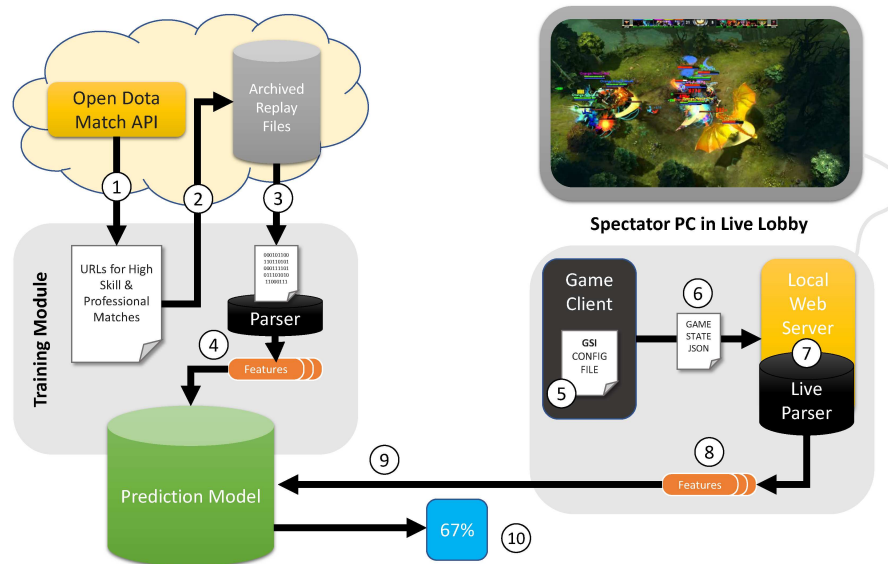 Open Dota
Match API
Archived
Replay
Files
1
2
3
Training Module
URLs for High
Skill &
Professional
Matches
000101100
110110101
000111101
011101010
11000111
Parser
4
Features
Prediction Model
67%
10
9
Spectator PC in Live Lobby
Game
Client
GSI
CONFIG
FILE
5
6
GAME
STATE
JSON
Local
Web
Server
7
Live
Parser
8
Features